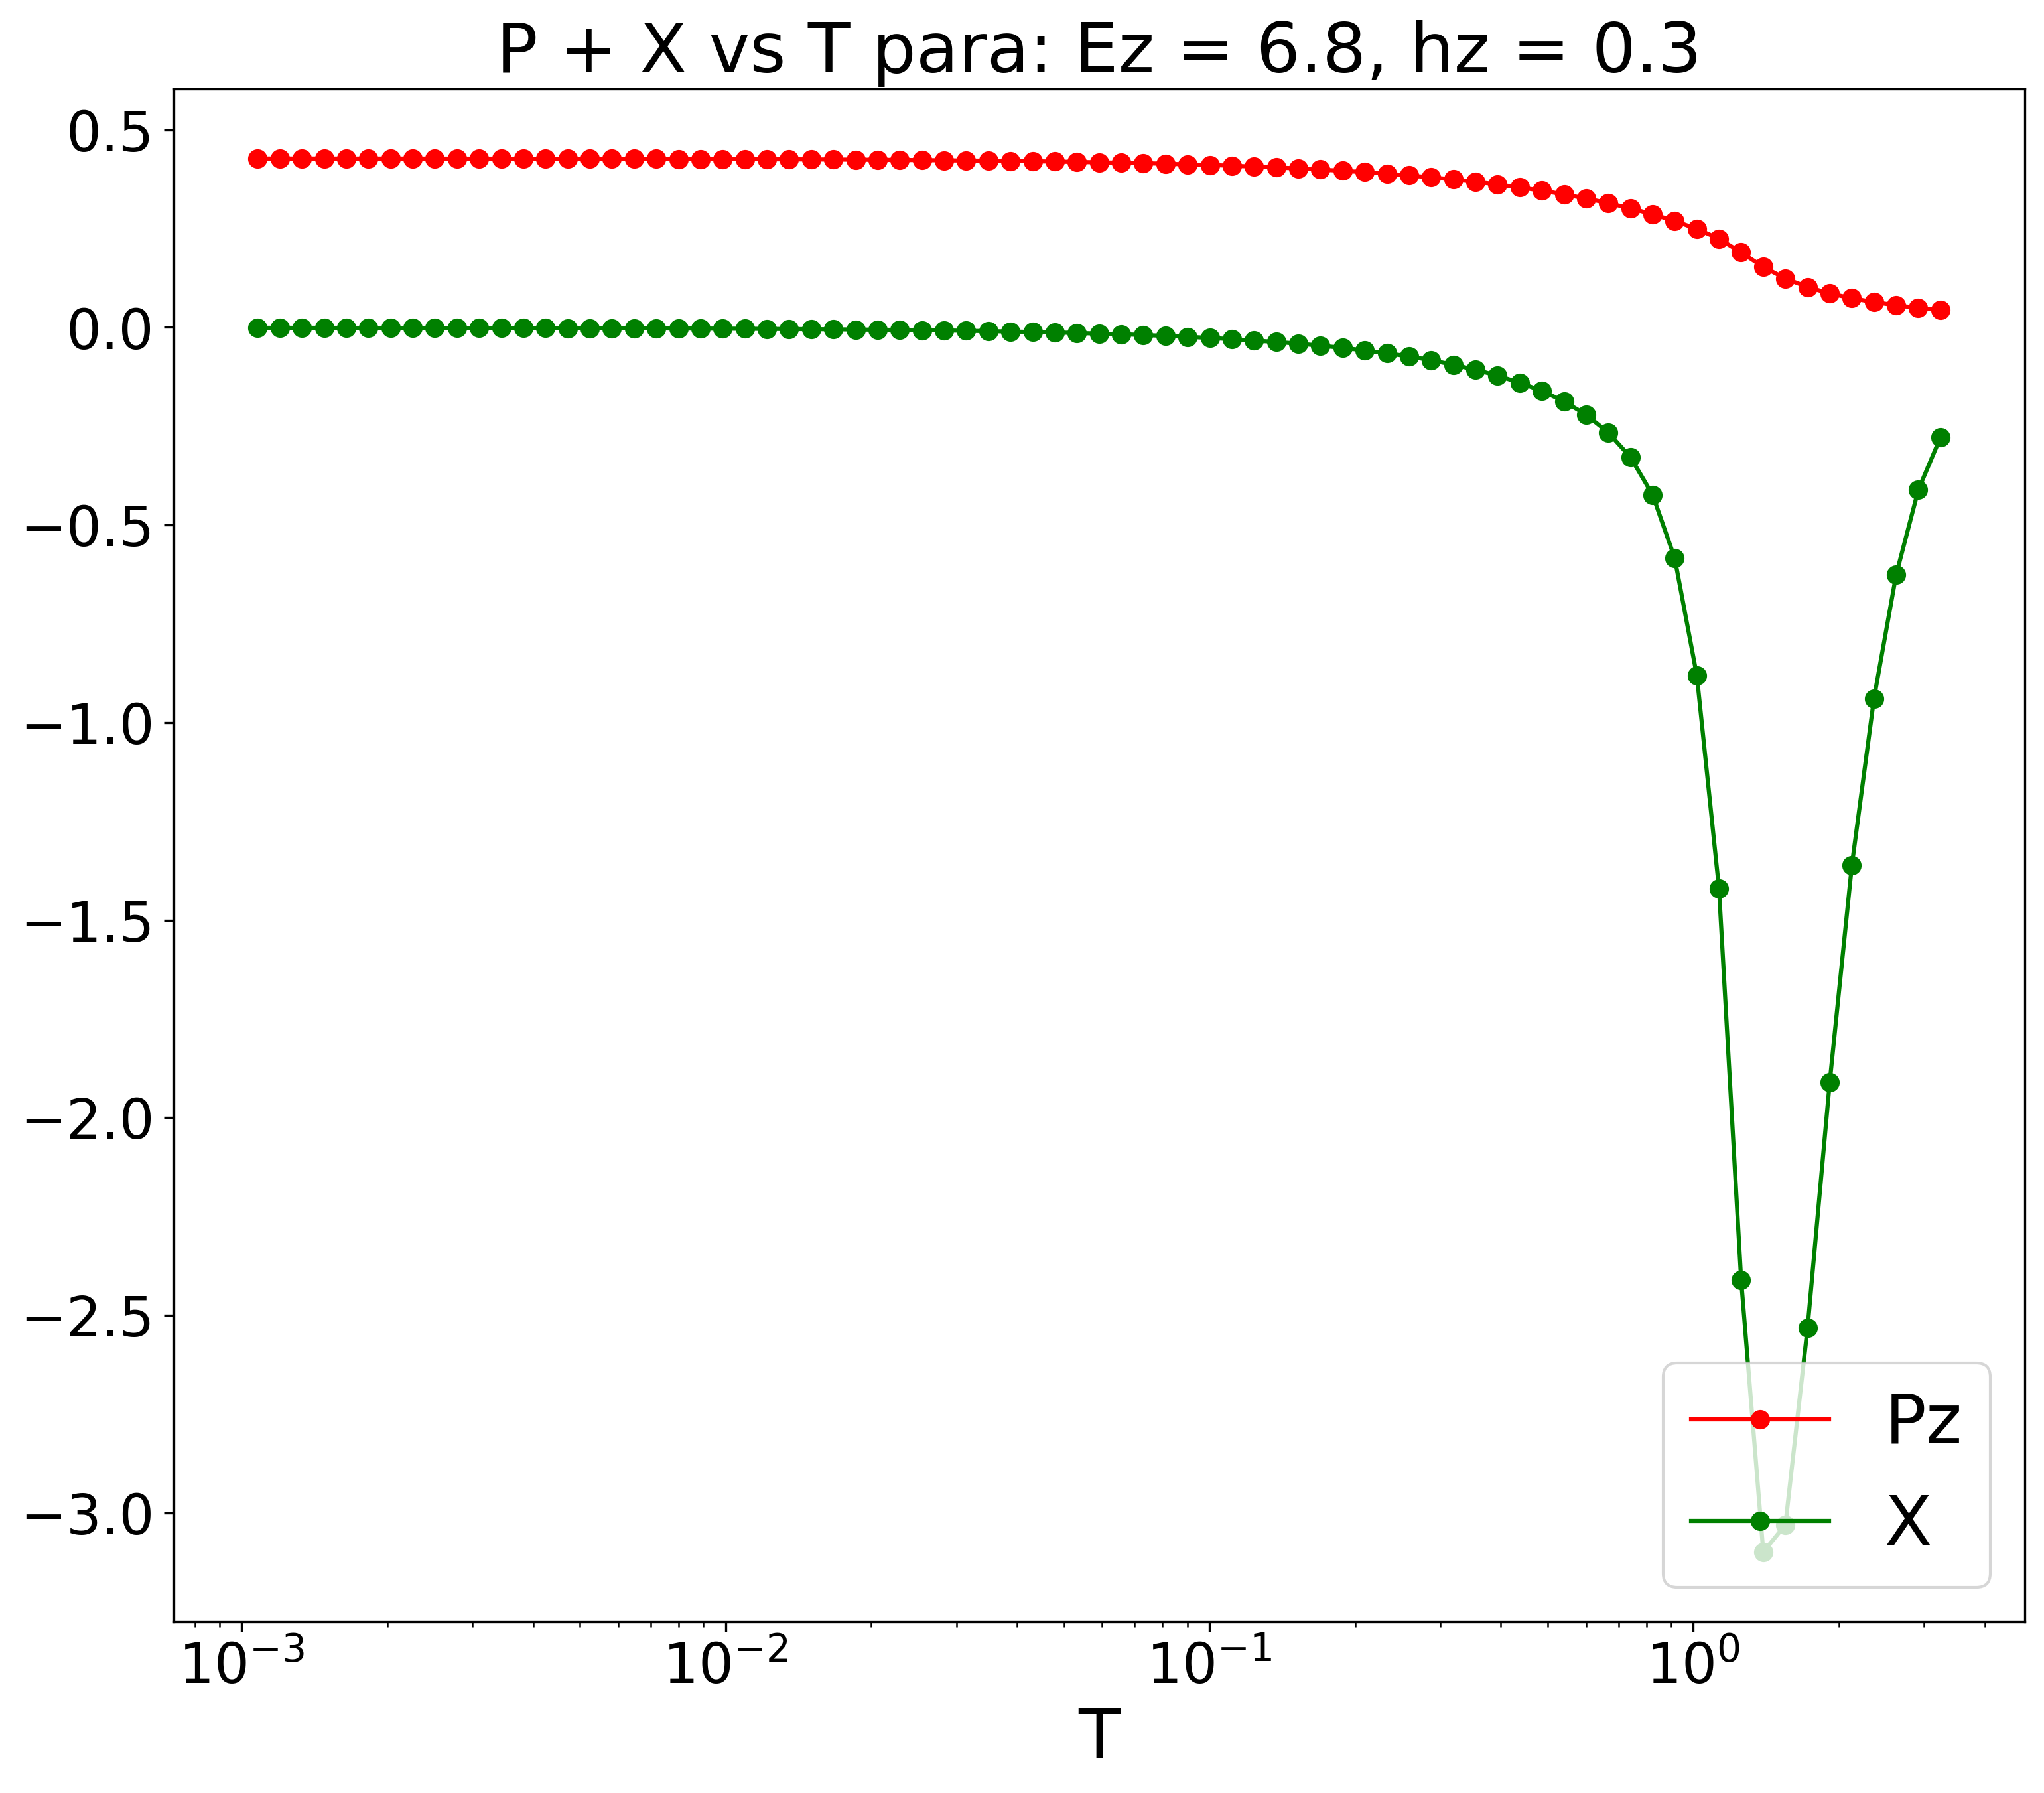 P + X vs T para: Ez = 6.8, hz = 0.3
0.5
0.0
−0.5
−1.0
−1.5
−2.0
−2.5
−3.0
Pz
X
10⁻³ 10⁻² 10⁻¹ 10⁰
T